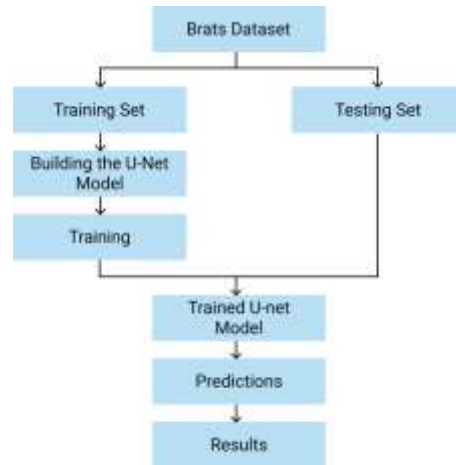 Brats Dataset
Training Set
Testing Set
Building the U-Net
Model
Training
Trained U-net
Model
Predictions
Results